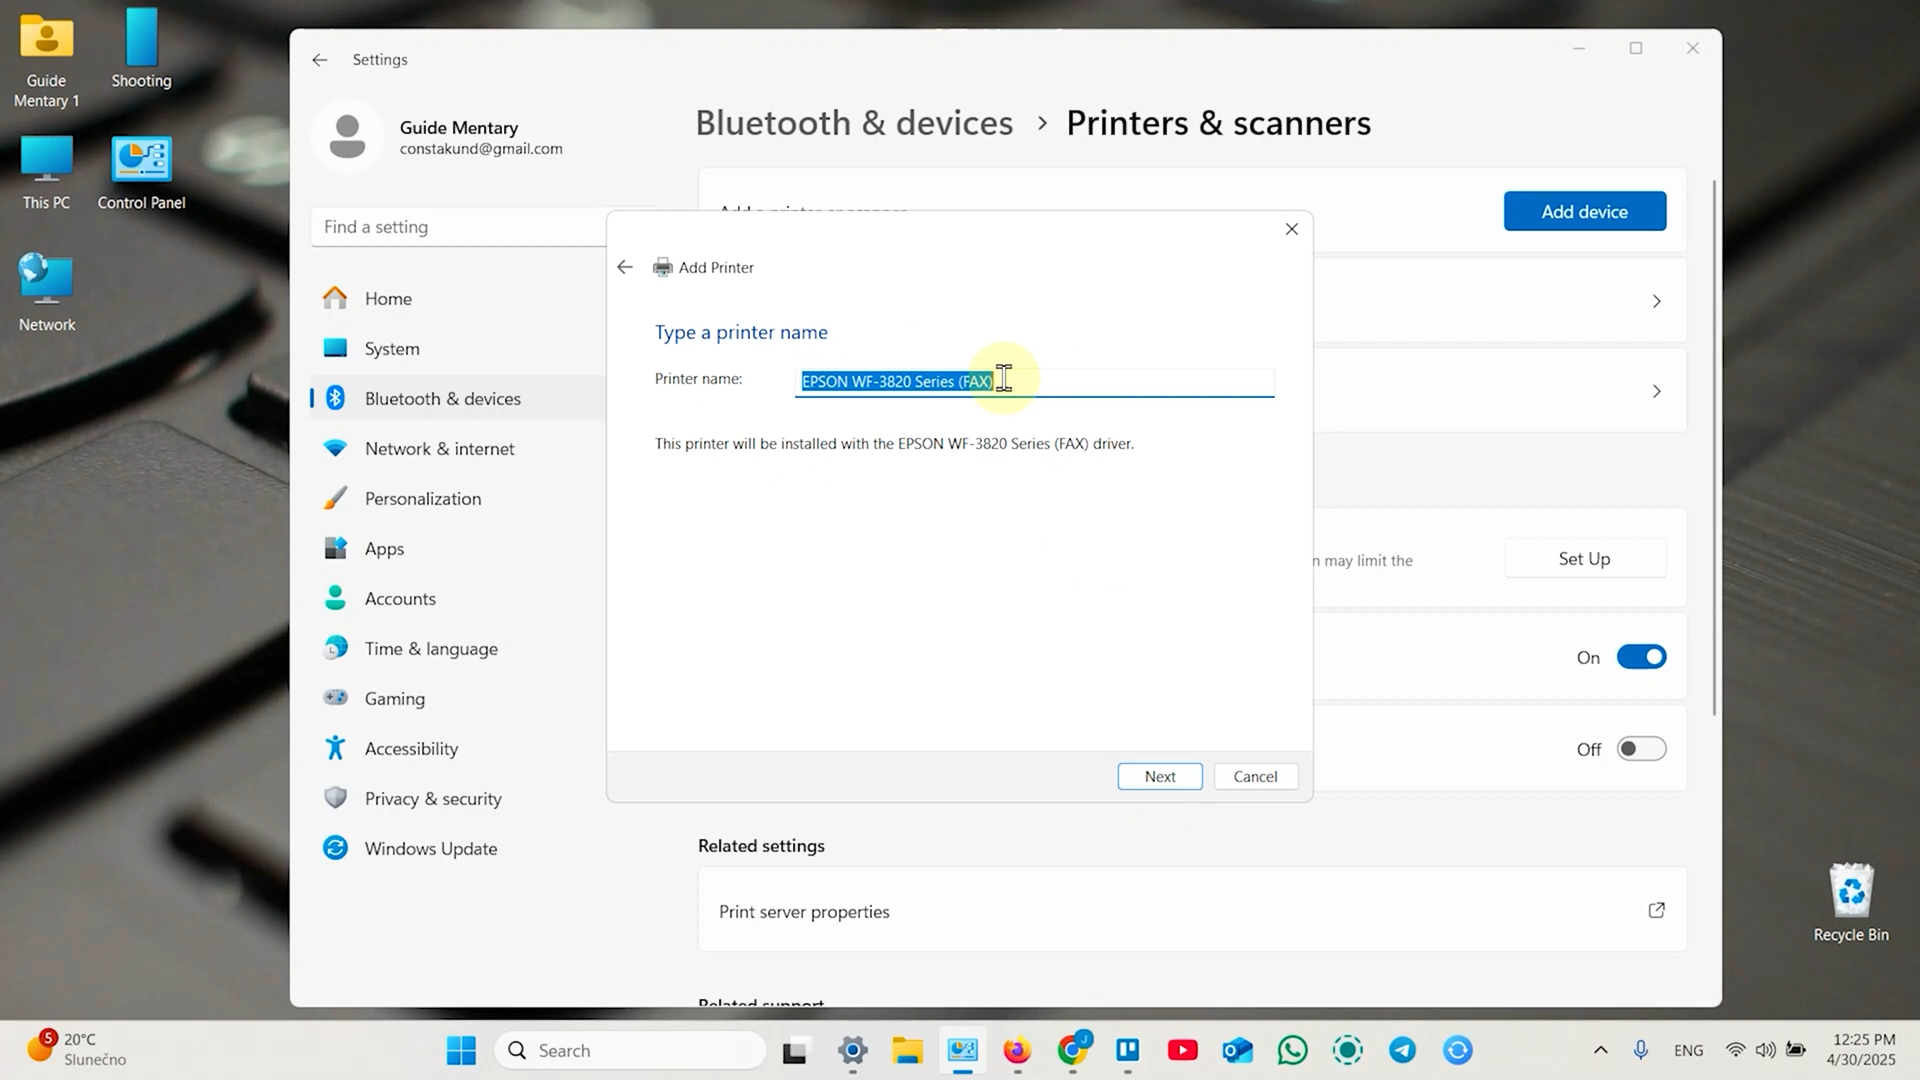 Guide
Mentary 1
Shooting
This PC
Control Panel
Network
Settings
Guide Mentary
constakund@gmail.com
Find a setting
Home
System
Bluetooth & devices
Network & internet
Personalization
Apps
Accounts
Time & language
Gaming
Accessibility
Privacy & security
Windows Update
Bluetooth & devices > Printers & scanners
Add device
Add Printer
Type a printer name
Printer name:
EPSON WF-3820 Series (FAX)
This printer will be installed with the EPSON WF-3820 Series (FAX) driver.
Next
Cancel
n may limit the
Set Up
On
Off
Related settings
Print server properties
Related support
Recycle Bin
5
20°C
Slunečno
Search
J
ENG
12:25 PM
4/30/2025